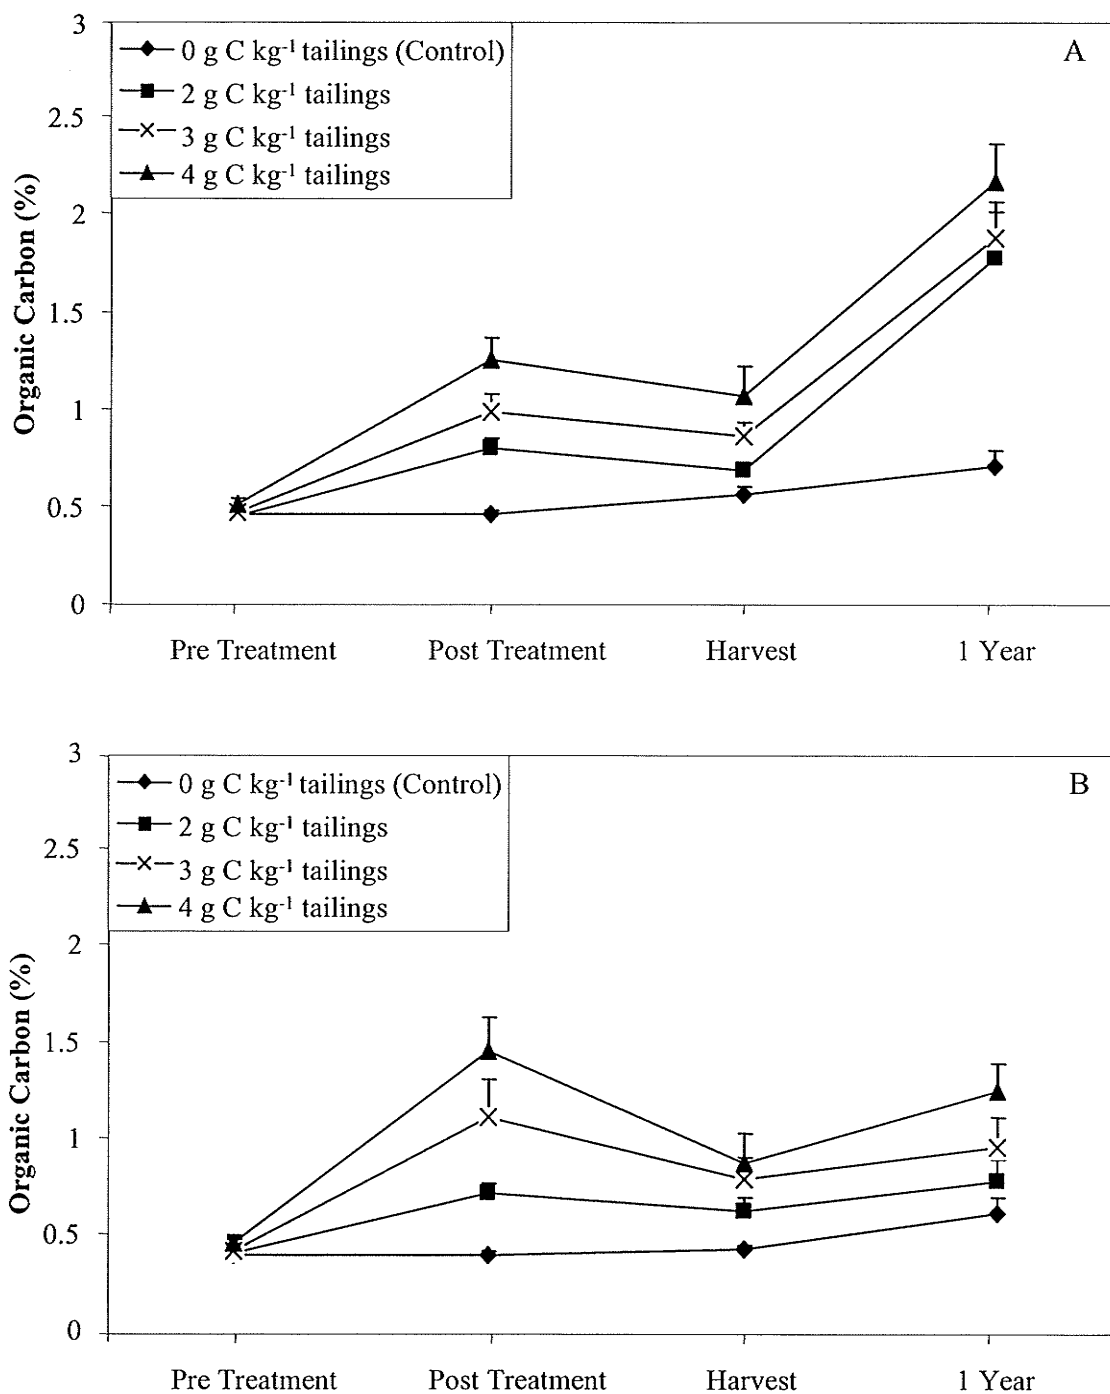 3
0 g C kg⁻¹ tailings (Control)
A
2 g C kg⁻¹ tailings
2.5
3 g C kg⁻¹ tailings
4 g C kg⁻¹ tailings
2
Organic Carbon (%)
1.5
1
0.5
0
Pre Treatment Post Treatment Harvest 1 Year
3
0 g C kg⁻¹ tailings (Control)
B
2 g C kg⁻¹ tailings
2.5
3 g C kg⁻¹ tailings
4 g C kg⁻¹ tailings
2
Organic Carbon (%)
1.5
1
0.5
0
Pre Treatment Post Treatment Harvest 1 Year